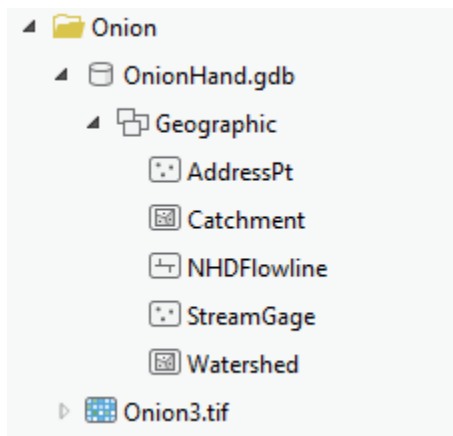 Onion
OnionHand.gdb
Geographic
AddressPt
Catchment
NHDFlowline
StreamGage
Watershed
Onion3.tif